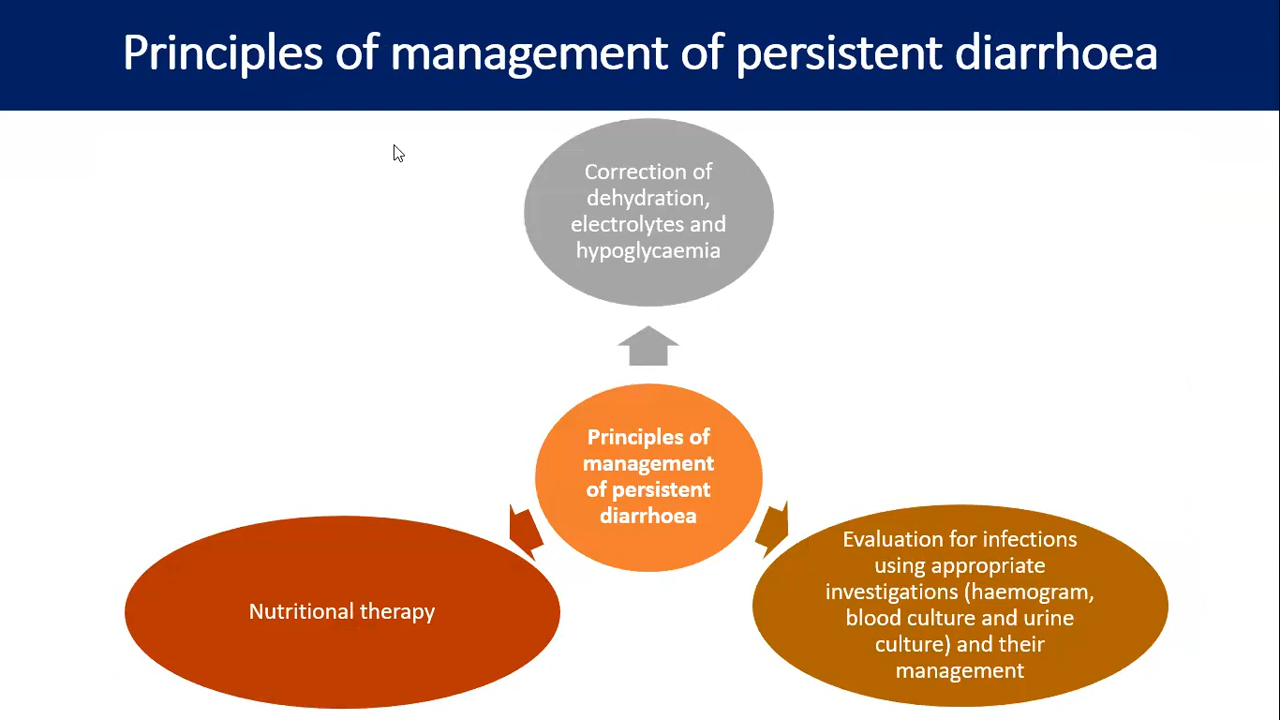 Principles of management of persistent diarrhoea
Correction of
dehydration,
electrolytes and
hypoglycaemia
Principles of
management
of persistent
diarrhoea
Nutritional therapy
Evaluation for infections
using appropriate
investigations (haemogram,
blood culture and urine
culture) and their
management